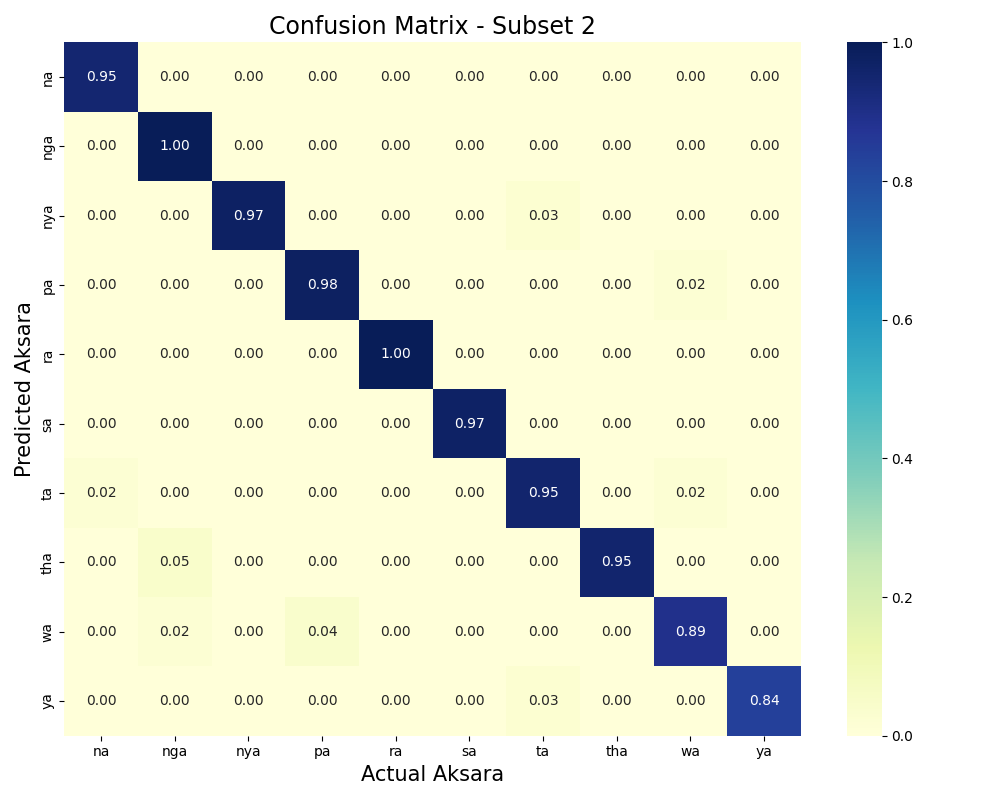 Confusion Matrix - Subset 2
Predicted Aksara
na 0.95 0.00 0.00 0.00 0.00 0.00 0.00 0.00 0.00 0.00
nga 0.00 1.00 0.00 0.00 0.00 0.00 0.00 0.00 0.00 0.00
nya 0.00 0.00 0.97 0.00 0.00 0.00 0.03 0.00 0.00 0.00
pa 0.00 0.00 0.00 0.98 0.00 0.00 0.00 0.00 0.02 0.00
ra 0.00 0.00 0.00 0.00 1.00 0.00 0.00 0.00 0.00 0.00
sa 0.00 0.00 0.00 0.00 0.00 0.97 0.00 0.00 0.00 0.00
ta 0.02 0.00 0.00 0.00 0.00 0.00 0.95 0.00 0.02 0.00
tha 0.00 0.05 0.00 0.00 0.00 0.00 0.00 0.95 0.00 0.00
wa 0.00 0.02 0.00 0.04 0.00 0.00 0.00 0.00 0.89 0.00
ya 0.00 0.00 0.00 0.00 0.00 0.00 0.03 0.00 0.00 0.84
na nga nya pa ra sa ta tha wa ya
Actual Aksara
1.0
0.8
0.6
0.4
0.2
0.0